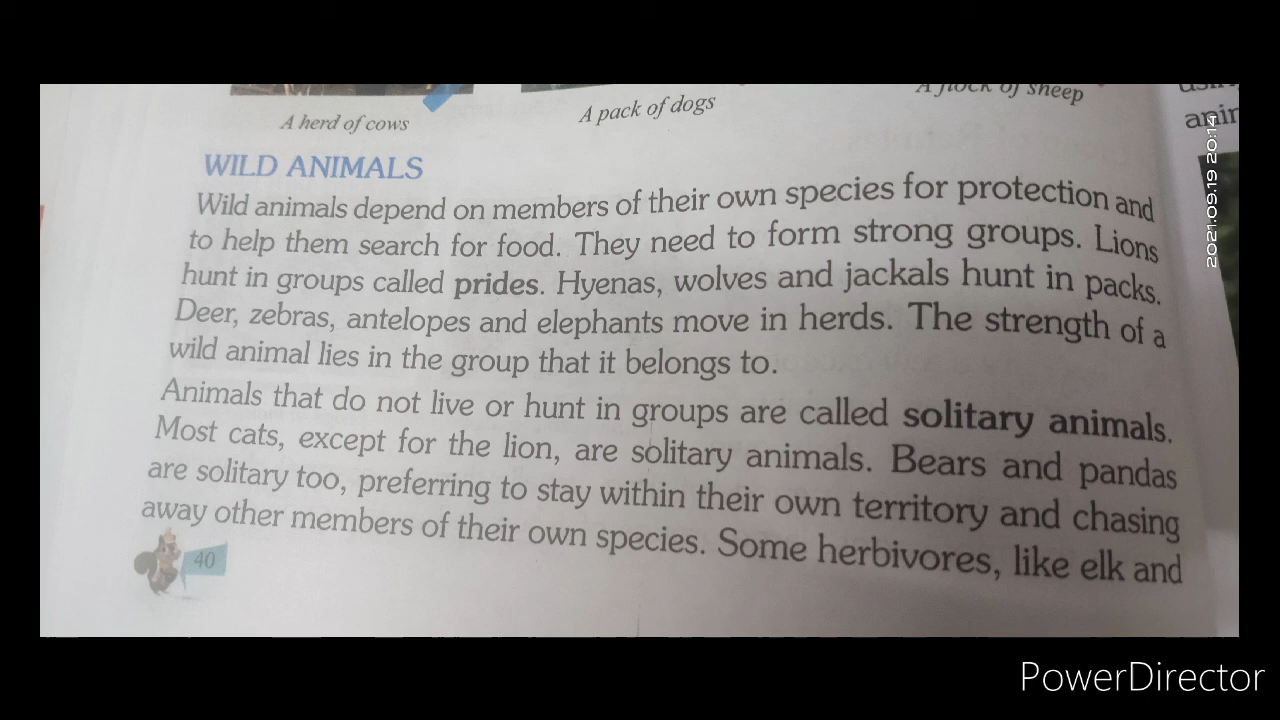 A flock of sheep
A herd of cows
A pack of dogs
WILD ANIMALS
Wild animals depend on members of their own species for protection and
to help them search for food. They need to form strong groups. Lions
hunt in groups called prides. Hyenas, wolves and jackals hunt in packs.
Deer, zebras, antelopes and elephants move in herds. The strength of a
wild animal lies in the group that it belongs to.
Animals that do not live or hunt in groups are called solitary animals.
Most cats, except for the lion, are solitary animals. Bears and pandas
are solitary too, preferring to stay within their own territory and chasing
away other members of their own species. Some herbivores, like elk and
40
2021.09.19 20:14
PowerDirector